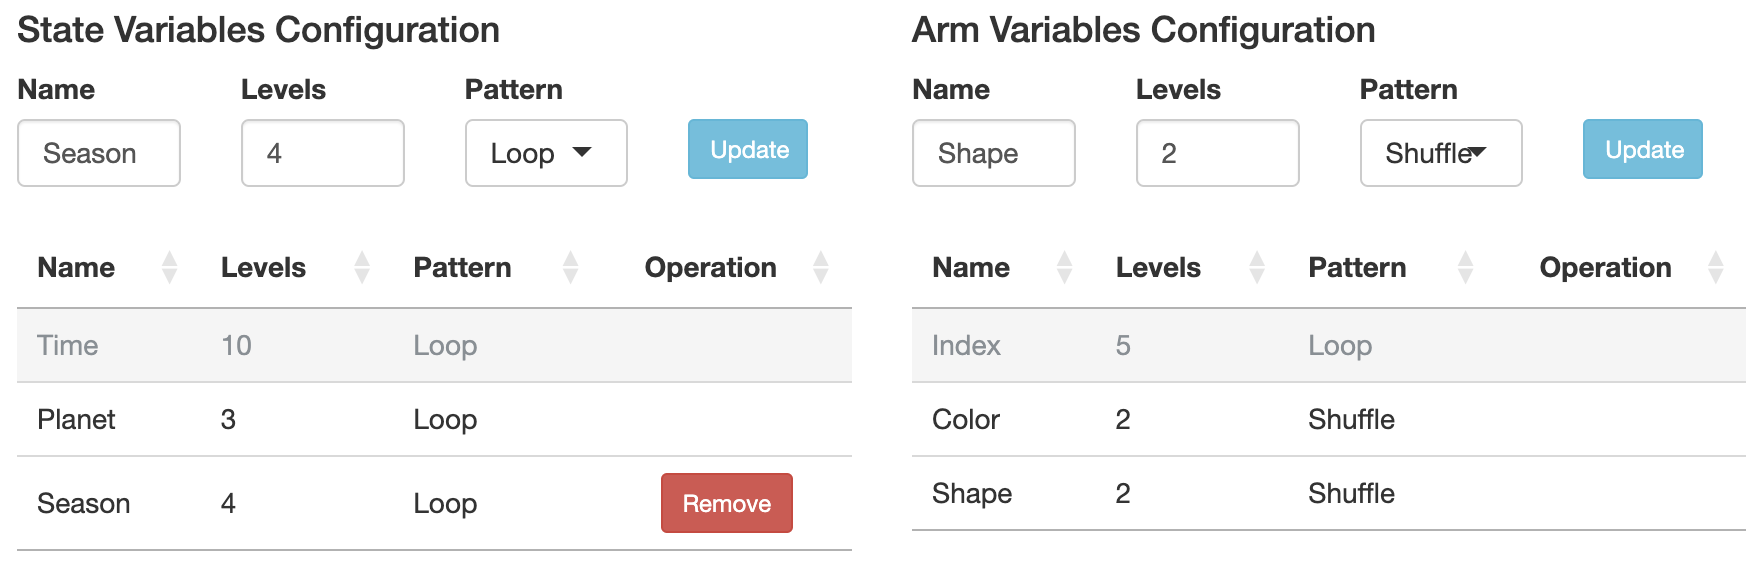 State Variables Configuration
Name Levels Pattern
Season 4 Loop Update
Name Levels Pattern Operation
Time 10 Loop
Planet 3 Loop
Season 4 Loop Remove
Arm Variables Configuration
Name Levels Pattern
Shape 2 Shuffle Update
Name Levels Pattern Operation
Index 5 Loop
Color 2 Shuffle
Shape 2 Shuffle